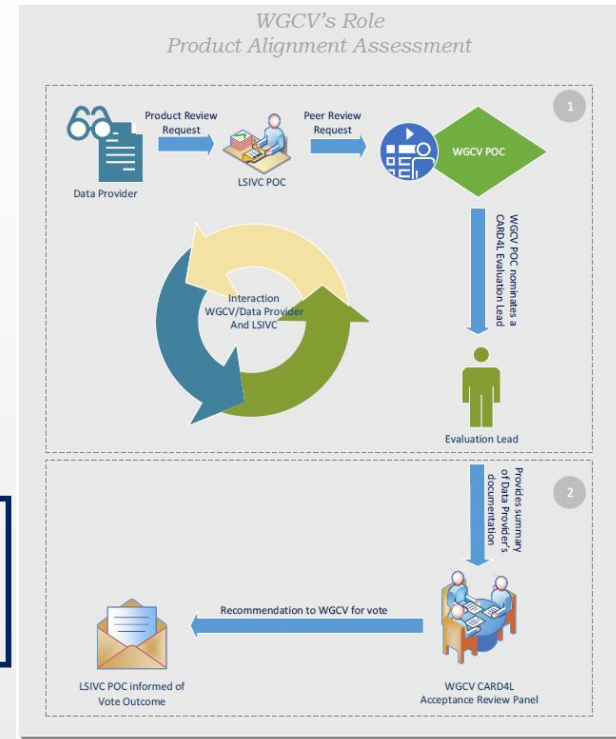 WGCV's Role
Product Alignment Assessment
1
Product Review
Request
Peer Review
Request
WGCV POC
Data Provider
LSIVC POC
WGCV POC nominates a
CARD4L Evaluation Lead
Interaction
WGCV/Data Provider
And LSIVC
Evaluation Lead
2
Provides summary
of Data Provider's
documentation
Recommendation to WGCV for vote
LSIVC POC informed of
Vote Outcome
WGCV CARD4L
Acceptance Review Panel